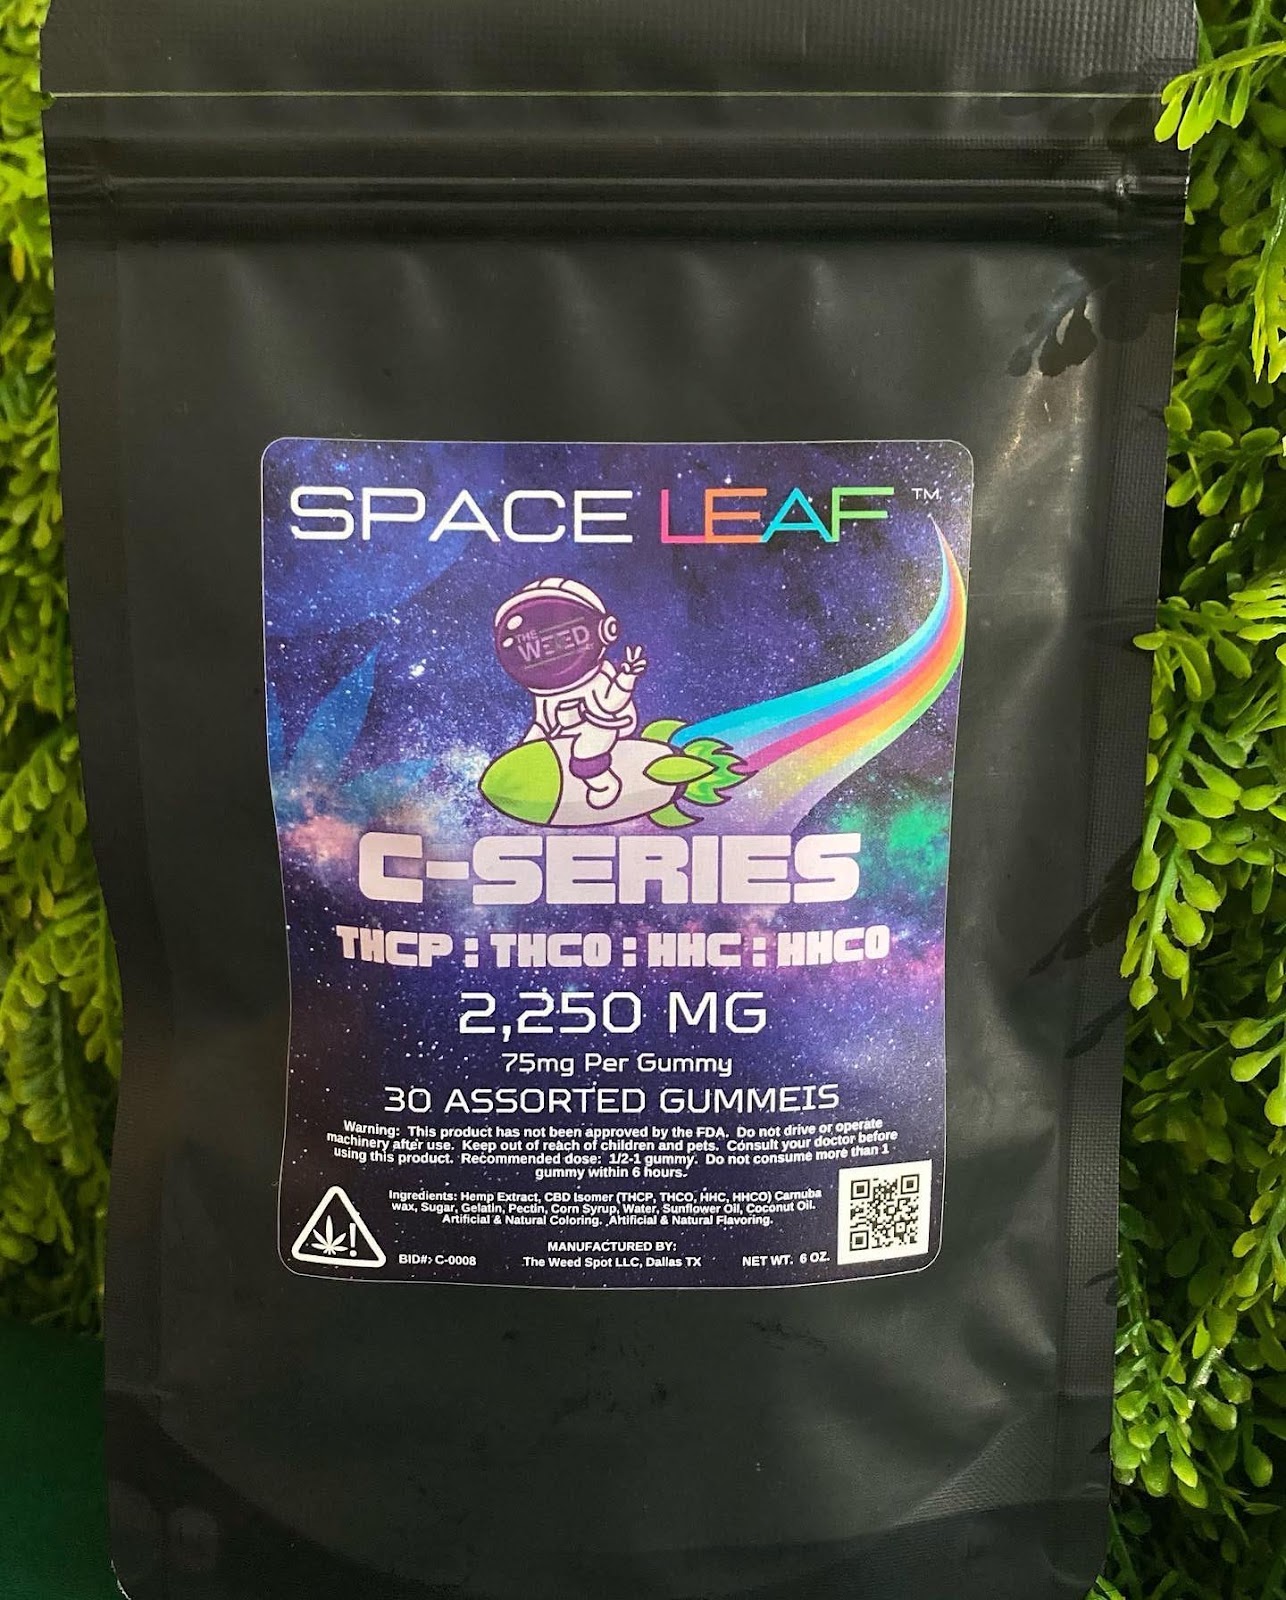 SPACE LEAF ™
THE
WEED
C-SERIES
THCP : THCO : HHC : HHCO
2,250 MG
75mg Per Gummy
30 ASSORTED GUMMEIS
Warning: This product has not been approved by the FDA. Do not drive or operate
machinery after use. Keep out of reach of children and pets. Consult your doctor before
using this product. Recommended dose: 1/2-1 gummy. Do not consume more than 1
gummy within 6 hours.
Ingredients: Hemp Extract, CBD Isomer (THCP, THCO, HHC, HHCO) Carnuba
wax, Sugar, Gelatin, Pectin, Corn Syrup, Water, Sunflower Oil, Coconut Oil.
Artificial & Natural Coloring. Artificial & Natural Flavoring.
MANUFACTURED BY:
BID#: C-0008 The Weed Spot LLC, Dallas TX NET WT. 6 OZ.